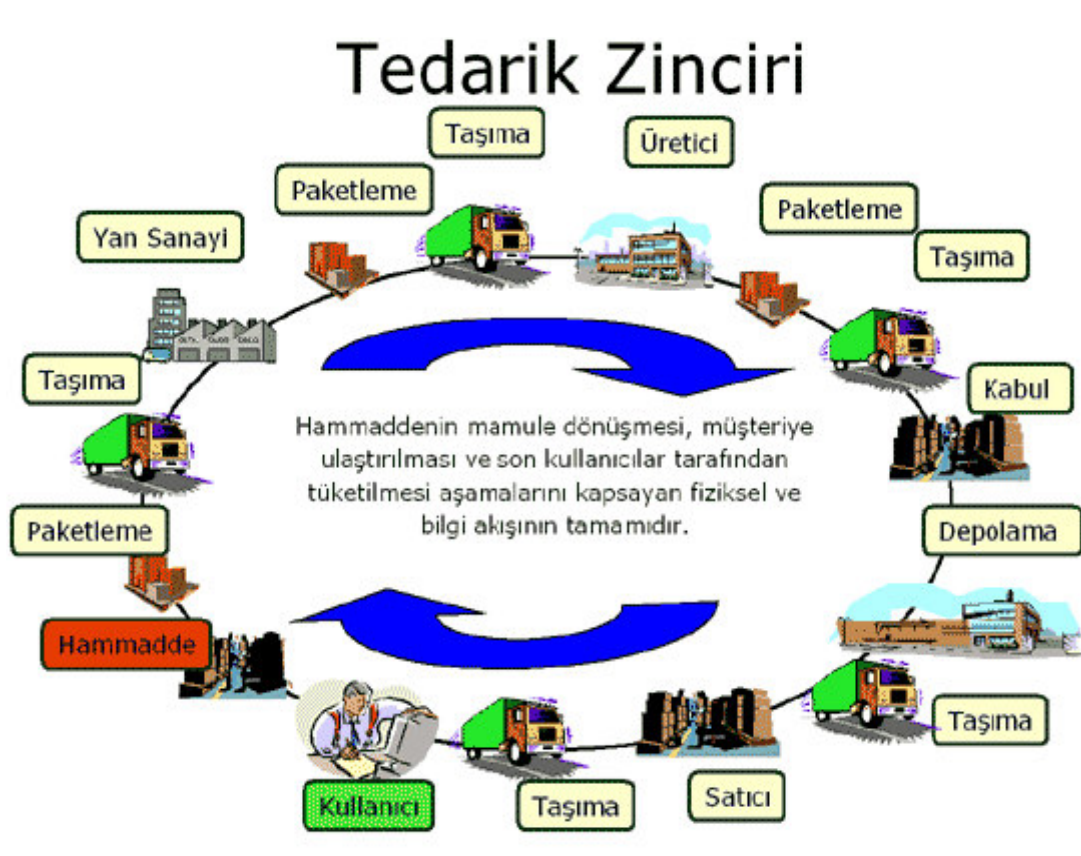 Tedarik Zinciri
Taşıma
Üretici
Paketleme
Paketleme
Yan Sanayi
Taşıma
Taşıma
Kabul
Hammaddenin mamule dönüşmesi, müşteriye
ulaştırılması ve son kullanıcılar tarafından
tüketilmesi aşamalarını kapsayan fiziksel ve
bilgi akışının tamamıdır.
Paketleme
Depolama
Hammadde
Taşıma
Kullanıcı
Taşıma
Satıcı